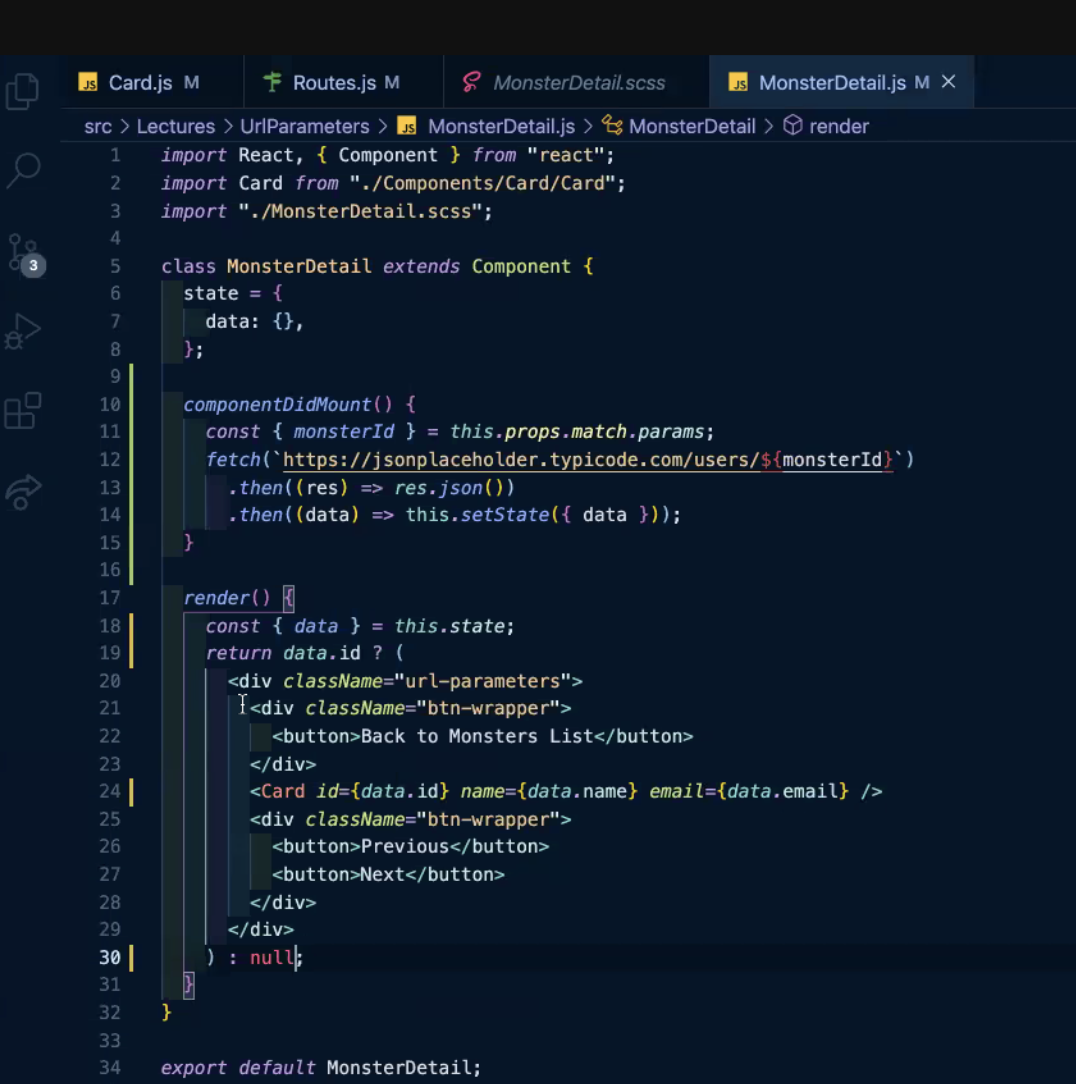 JS Card.js M Routes.js M MonsterDetail.scss JS MonsterDetail.js M ×
src > Lectures > UrlParameters > JS MonsterDetail.js > MonsterDetail > render
3
1 import React, { Component } from "react";
2 import Card from "./Components/Card/Card";
3 import "./MonsterDetail.scss";
4
5 class MonsterDetail extends Component {
6 state = {
7 data: {},
8 };
9
10 componentDidMount() {
11 const { monsterId } = this.props.match.params;
12 fetch(`https://jsonplaceholder.typicode.com/users/${monsterId}`)
13 .then((res) => res.json())
14 .then((data) => this.setState({ data }));
15 }
16
17 render() {
18 const { data } = this.state;
19 return data.id ? (
20 <div className="url-parameters">
21 <div className="btn-wrapper">
22 <button>Back to Monsters List</button>
23 </div>
24 <Card id={data.id} name={data.name} email={data.email} />
25 <div className="btn-wrapper">
26 <button>Previous</button>
27 <button>Next</button>
28 </div>
29 </div>
30 ) : null;
31 }
32 }
33
34 export default MonsterDetail;